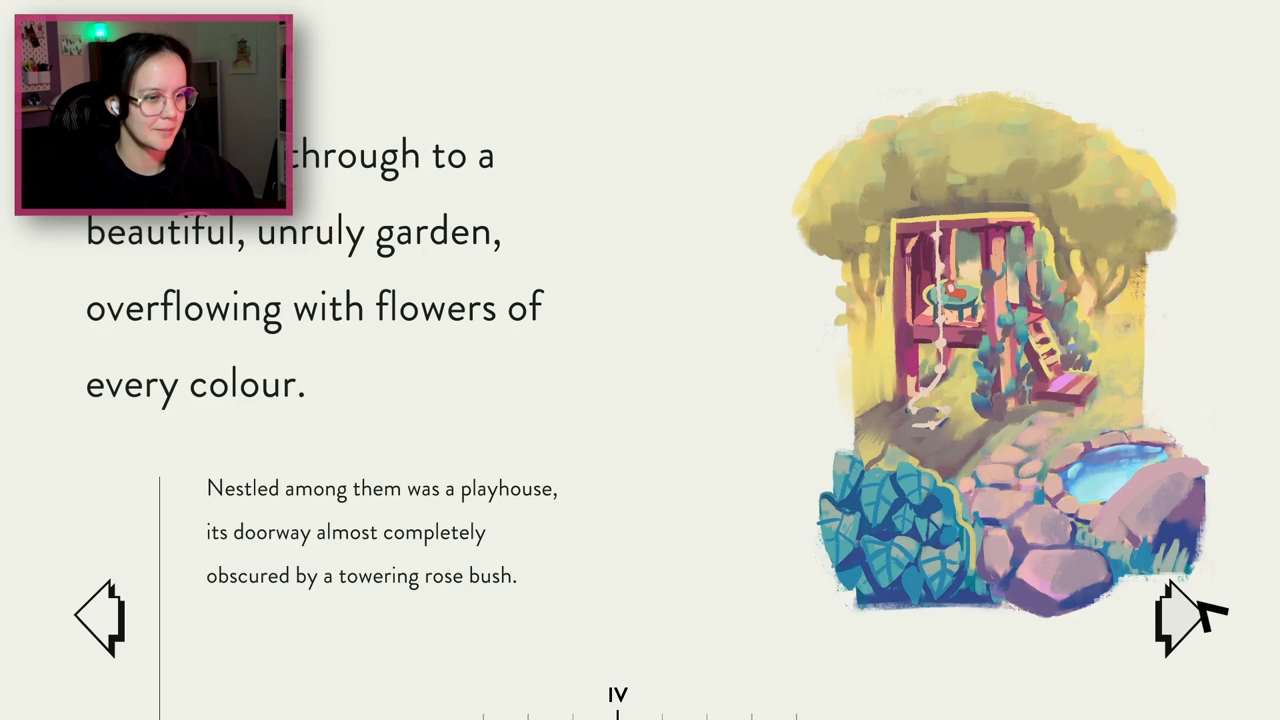 through to a
beautiful, unruly garden,
overflowing with flowers of
every colour.
Nestled among them was a playhouse,
its doorway almost completely
obscured by a towering rose bush.
IV